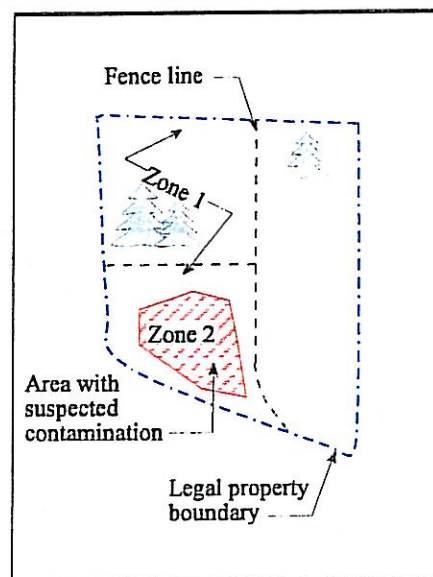 Fence line
Zone 1
Zone 2
Area with
suspected
contamination
Legal property
boundary